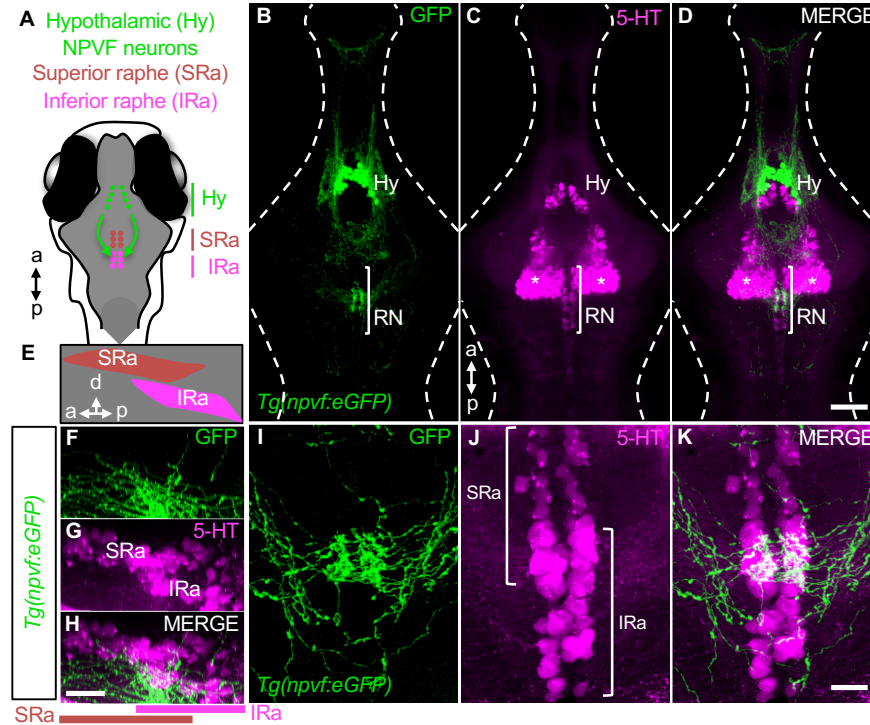 A Hypothalamic (Hy)
NPVF neurons
Superior raphe (SRa)
Inferior raphe (IRa)
Hy
SRa
IRa
a
p
B GFP
Hy
RN
Tg(npvf:eGFP)
C 5-HT
Hy
* *
RN
a
p
D MERGE
Hy
* *
RN
E
SRa
d
IRa
a p
Tg(npvf:eGFP)
F GFP
G 5-HT
SRa
IRa
H MERGE
SRa IRa
I GFP
Tg(npvf:eGFP)
J 5-HT
SRa
IRa
K MERGE